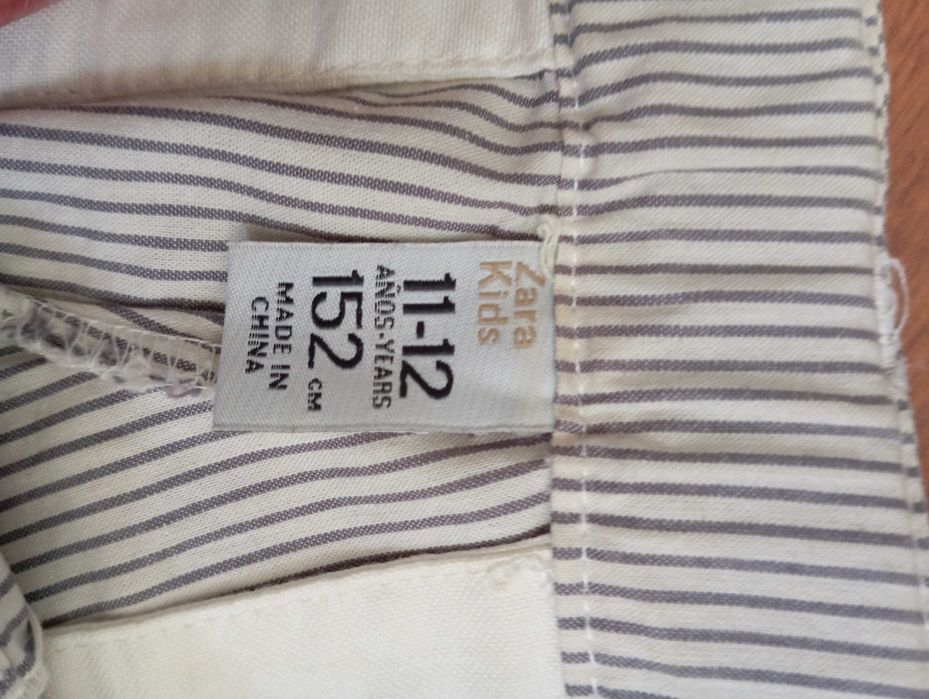 Zara
Kids
11-12
AÑOS-YEARS
152 CM
MADE IN
CHINA